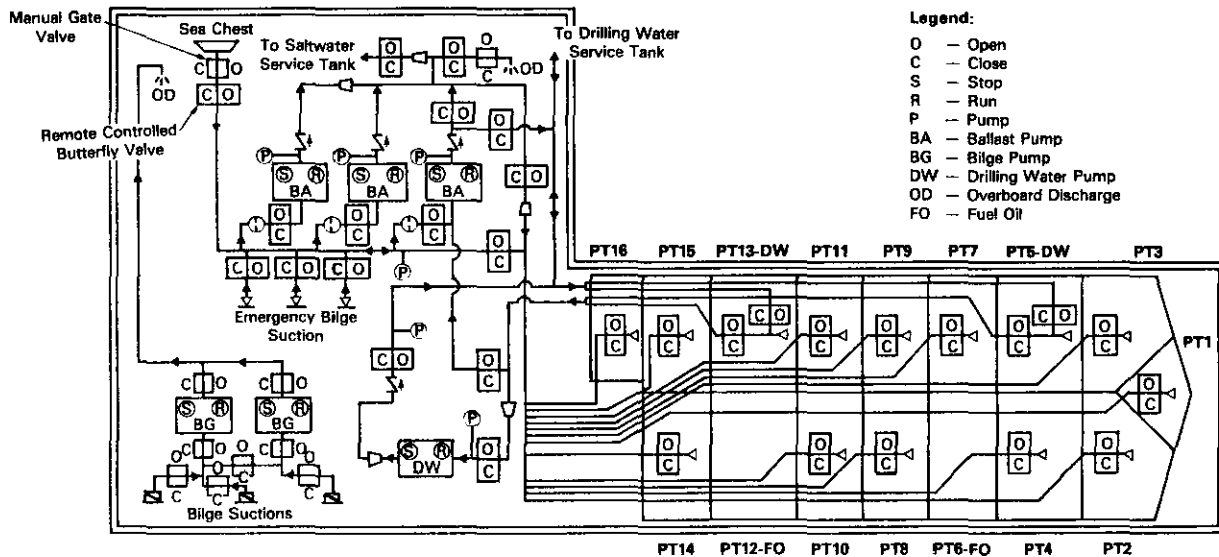 Manual Gate
Valve
Sea Chest
C O
C O
OD
Remote Controlled
Butterfly Valve
To Saltwater
Service Tank
O
C
O
C
OD
To Drilling Water
Service Tank
C O
O
C
C O
P
P
P
S R
BA
S R
BA
S R
BA
O
C
O
C
O
C
O
C
C O
C O
C O
P
Emergency Bilge
Suction
P
C O
O
C
C O
C O
S R
BG
S R
BG
C O
C O
O
C
O
C
O
C
O
C
Bilge Suctions
S R
DW
P
O
C
Legend:
O – Open
C – Close
S – Stop
R – Run
P – Pump
BA – Ballast Pump
BG – Bilge Pump
DW – Drilling Water Pump
OD – Overboard Discharge
FO – Fuel Oil
PT16 PT15 PT13-DW PT11 PT9 PT7 PT5-DW PT3
C O
C O
O
C
O
C
O
C
O
C
O
C
O
C
O
C
O
C
PT1
O
C
O
C
O
C
O
C
O
C
O
C
PT14 PT12-FO PT10 PT8 PT6-FO PT4 PT2